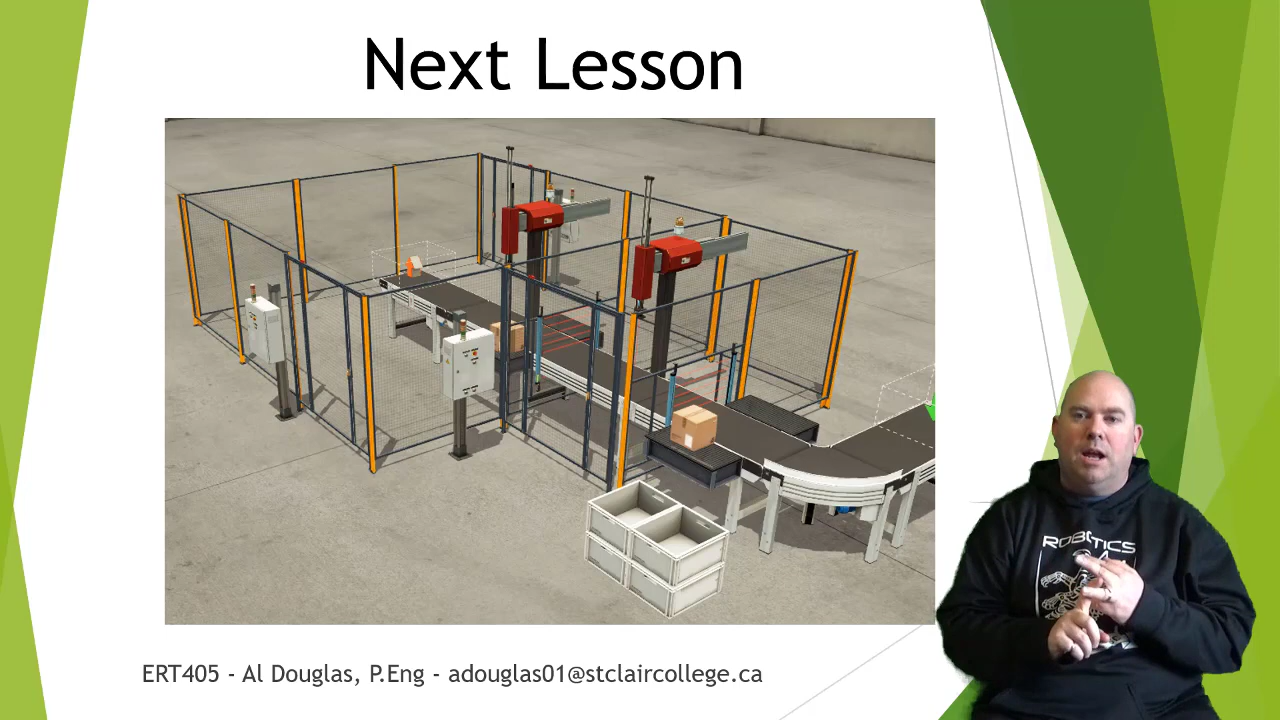 Next Lesson
ROBOTICS
ERT405 - Al Douglas, P.Eng - adouglas01@stclaircollege.ca